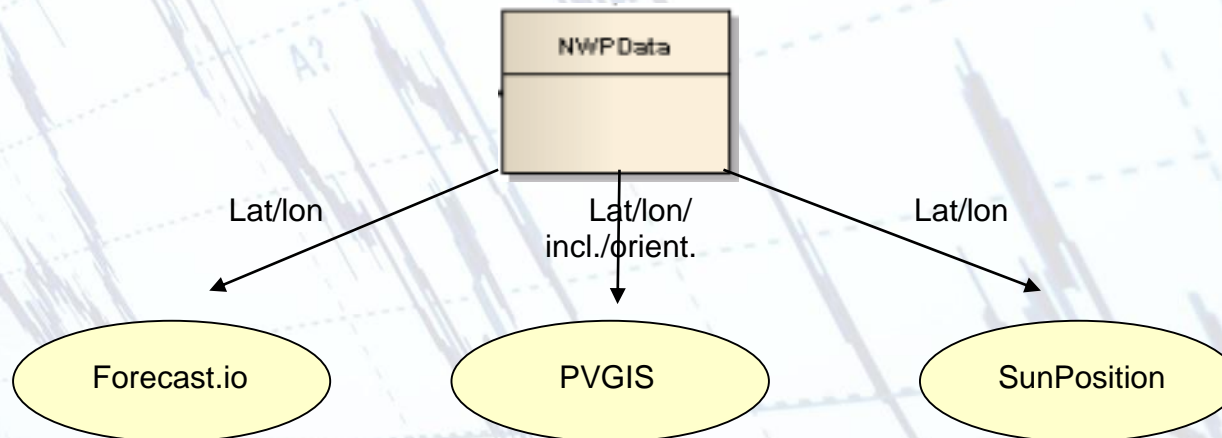 A?
NWPData
Lat/lon
Lat/lon/
incl./orient.
Lat/lon
Forecast.io
PVGIS
SunPosition